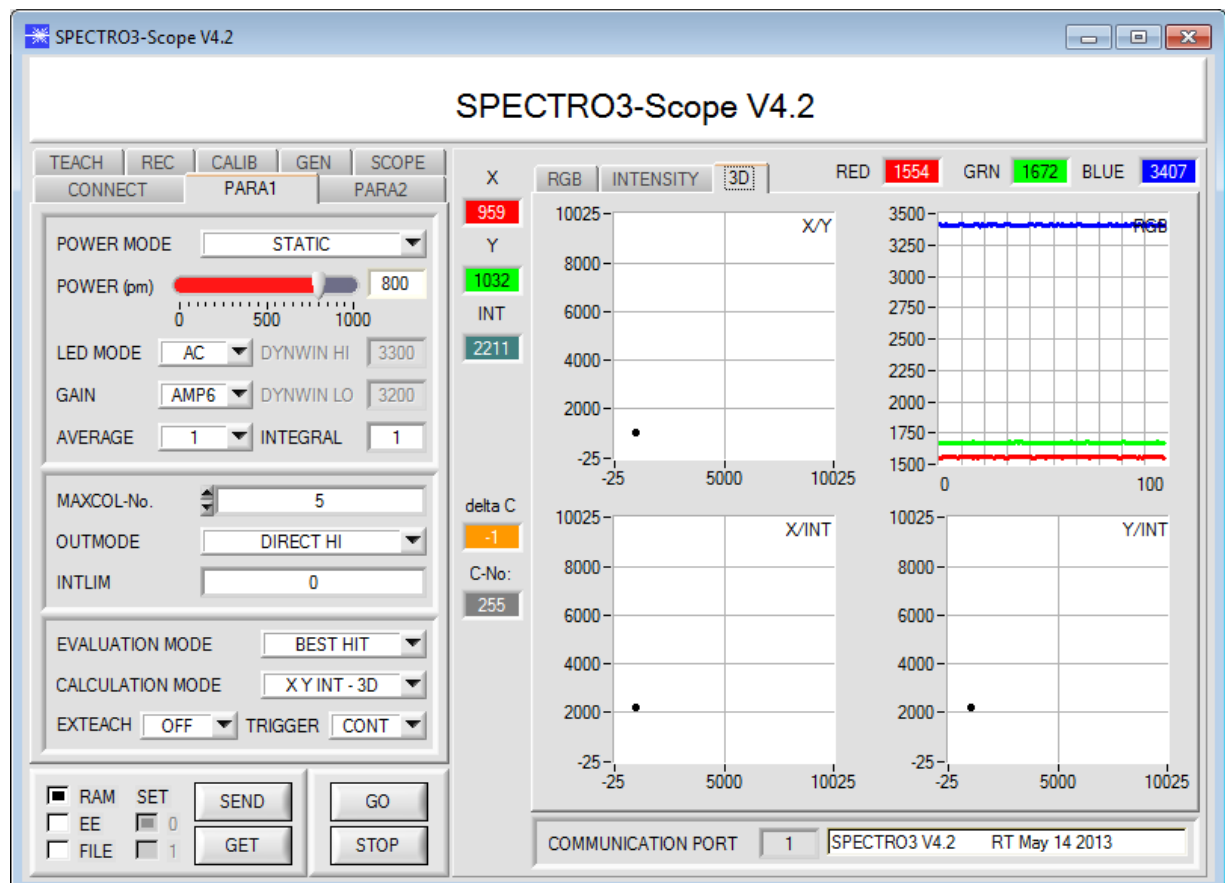 SPECTRO3-Scope V4.2
SPECTRO3-Scope V4.2
TEACH REC CALIB GEN SCOPE
CONNECT PARA1 PARA2
POWER MODE STATIC
POWER (pm) 800
0 500 1000
LED MODE AC DYNWIN HI 3300
GAIN AMP6 DYNWIN LO 3200
AVERAGE 1 INTEGRAL 1
MAXCOL-No. 5
OUTMODE DIRECT HI
INTLIM 0
EVALUATION MODE BEST HIT
CALCULATION MODE X Y INT - 3D
EXTEACH OFF TRIGGER CONT
RAM SET SEND GO
EE 0
FILE 1 GET STOP
X
959
Y
1032
INT
2211
delta C
-1
C-No:
255
RGB INTENSITY 3D RED 1554 GRN 1672 BLUE 3407
X/Y
10025
8000
6000
4000
2000
-25
-25 5000 10025
RGB
3500
3250
3000
2750
2500
2250
2000
1750
1500
0 100
X/INT
10025
8000
6000
4000
2000
-25
-25 5000 10025
Y/INT
10025
8000
6000
4000
2000
-25
-25 5000 10025
COMMUNICATION PORT 1 SPECTRO3 V4.2 RT May 14 2013